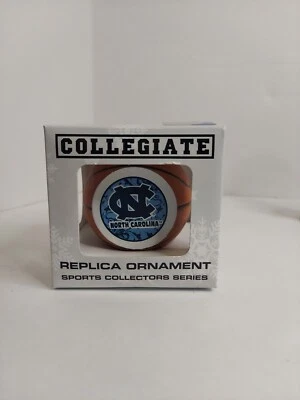 COLLEGIATE
NC
NORTH CAROLINA
REPLICA ORNAMENT
SPORTS COLLECTORS SERIES